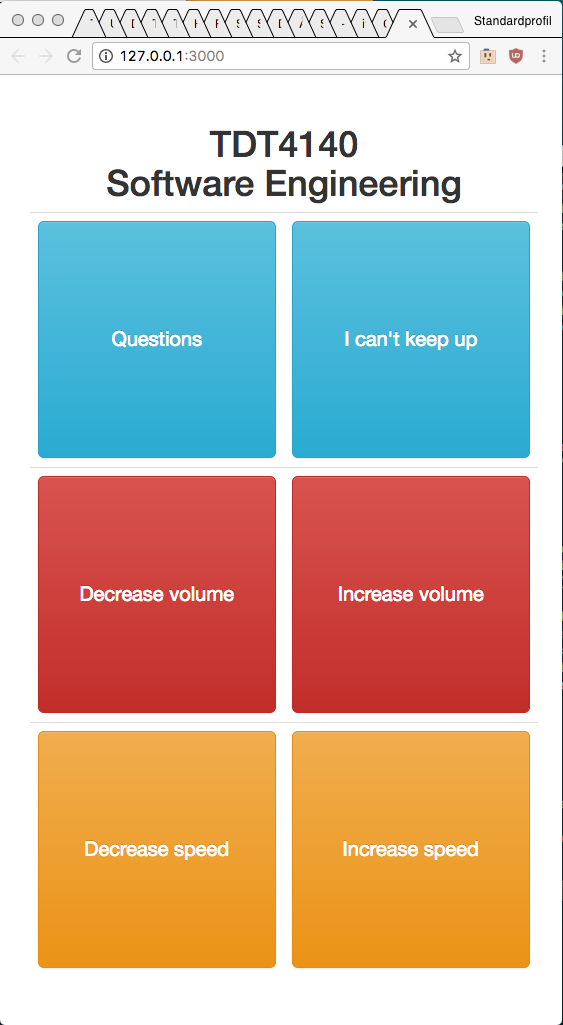 Standardprofil
127.0.0.1:3000
TDT4140
Software Engineering
Questions
I can't keep up
Decrease volume
Increase volume
Decrease speed
Increase speed